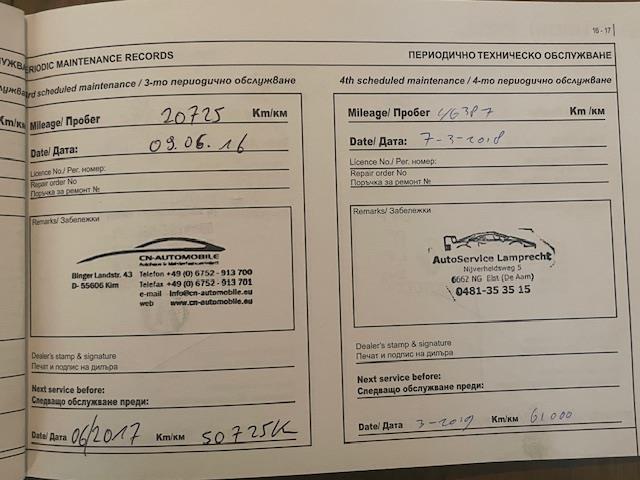 16 - 17
PERIODIC MAINTENANCE RECORDS
ПЕРИОДИЧНО ТЕХНИЧЕСКО ОБСЛУЖВАНЕ
rd scheduled maintenance / 3-то периодично обслужване
Mileage/ Пробег 20725 Km/км
Date/ Дата: 09.06.16
Licence No./ Рег. номер:
Repair order No
Поръчка за ремонт №
Remarks/ Забележки
CN-AUTOMOBILE
Binger Landstr. 43 Telefon +49 (0) 6752 - 913 700
D- 55606 Kirn Telefax +49 (0) 6752 - 913 701
e-mail info@cn-automobile.eu
web www.cn-automobile.eu
Dealer's stamp & signature
Печат и подпис на дилъра
Next service before:
Следващо обслужване преди:
Date/ Дата 06/2017 Km/км 50725K
4th scheduled maintenance / 4-то периодично обслужване
Mileage/ Пробег 46387 Km / км
Date/ Дата: 7-3-2018
Licence No./ Рег. номер:
Repair order No
Поръчка за ремонт №
Remarks/ Забележки
AutoService Lamprecht
Nijverheidsweg 5
6662 NG Elst (De Aam)
0481-35 35 15
Dealer's stamp & signature
Печат и подпис на дилъра
Next service before:
Следващо обслужване преди:
Date/ Дата 3-2019 Km/км 61000